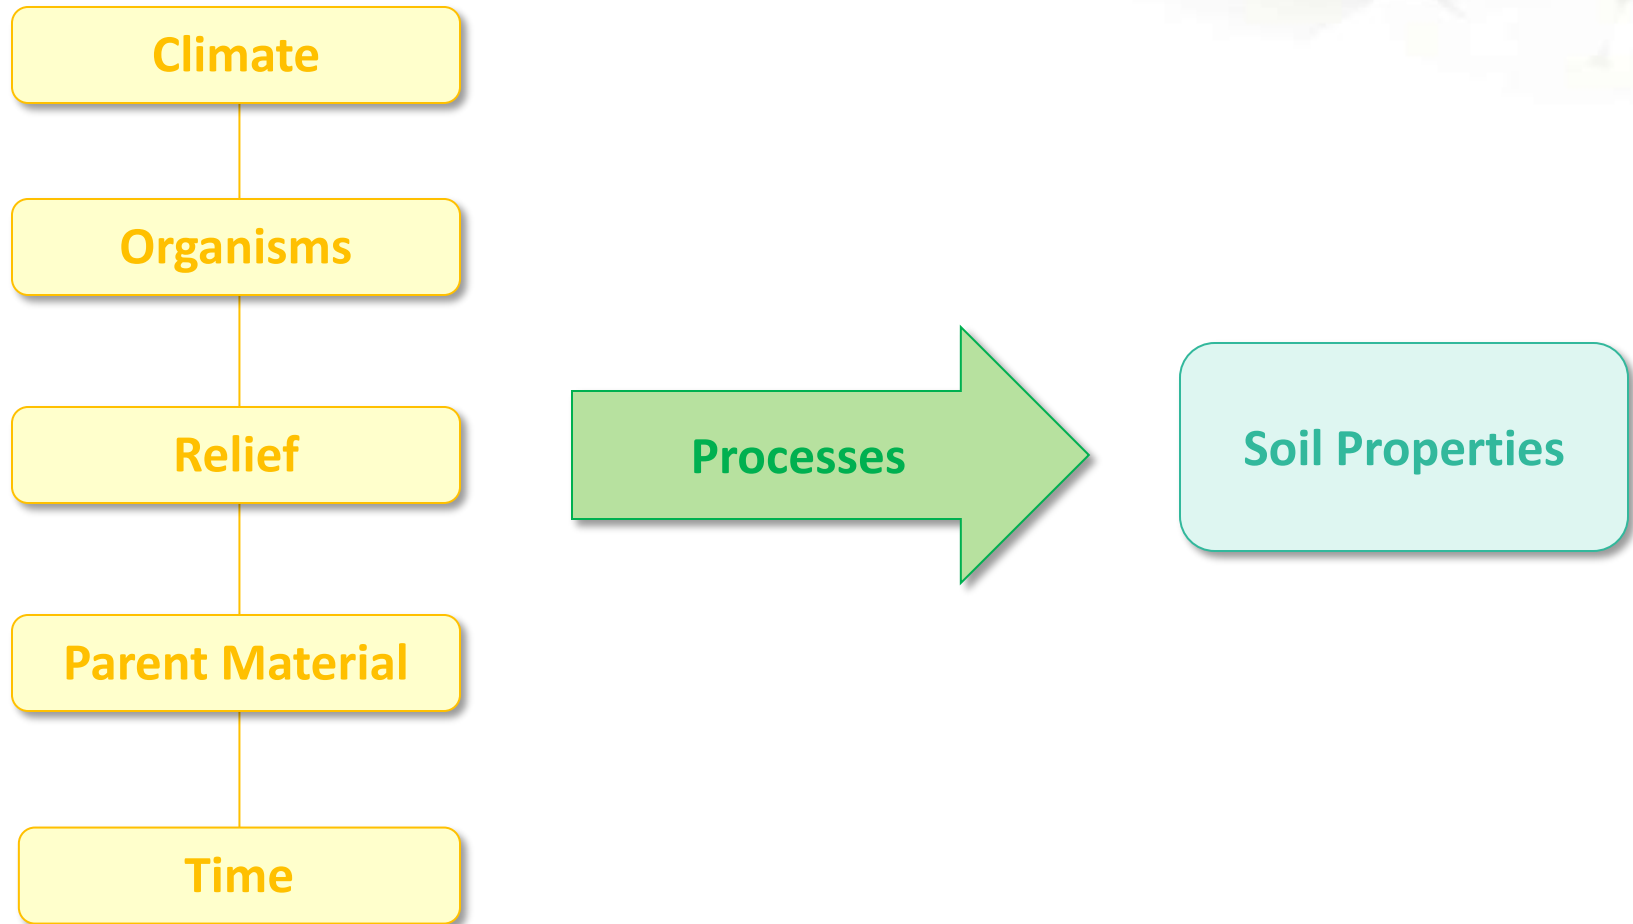 Climate
Organisms
Relief
Parent Material
Time
Processes
Soil Properties